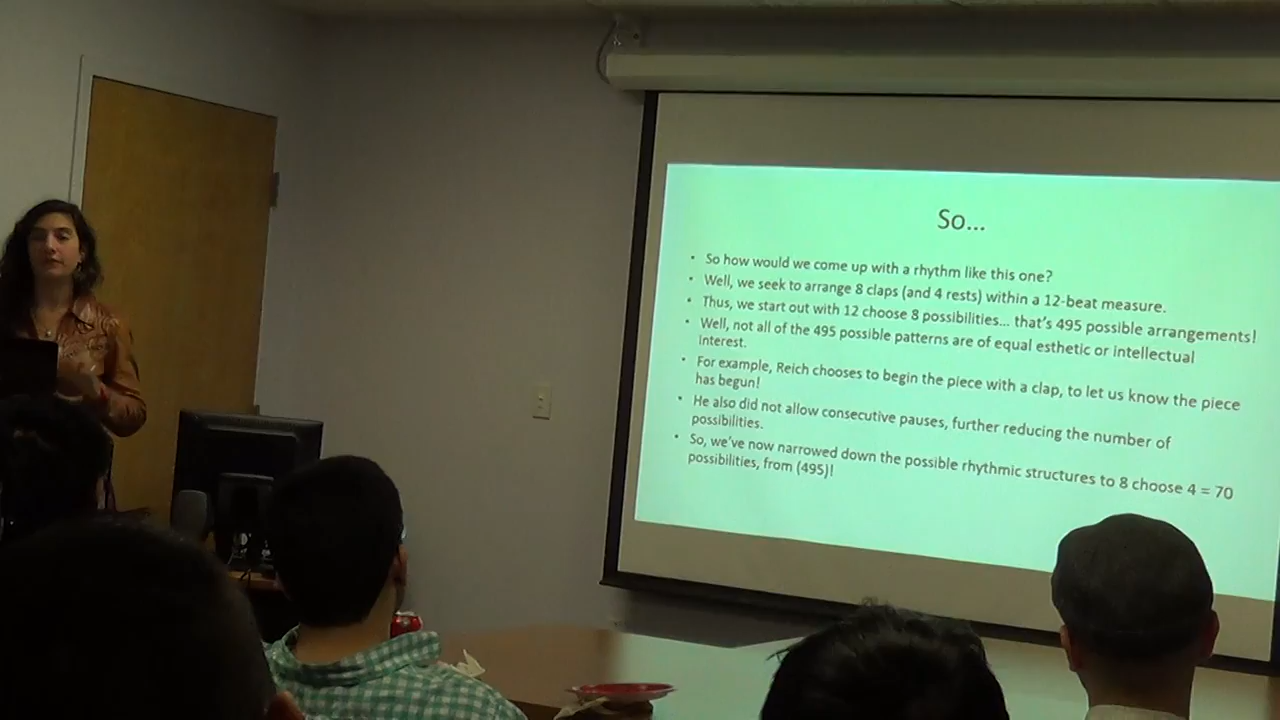 So...
• So how would we come up with a rhythm like this one?
• Well, we seek to arrange 8 claps (and 4 rests) within a 12-beat measure.
• Thus, we start out with 12 choose 8 possibilities... that's 495 possible arrangements!
• Well, not all of the 495 possible patterns are of equal esthetic or intellectual
interest.
• For example, Reich chooses to begin the piece with a clap, to let us know the piece
has begun!
• He also did not allow consecutive pauses, further reducing the number of
possibilities.
• So, we've now narrowed down the possible rhythmic structures to 8 choose 4 = 70
possibilities, from (495)!